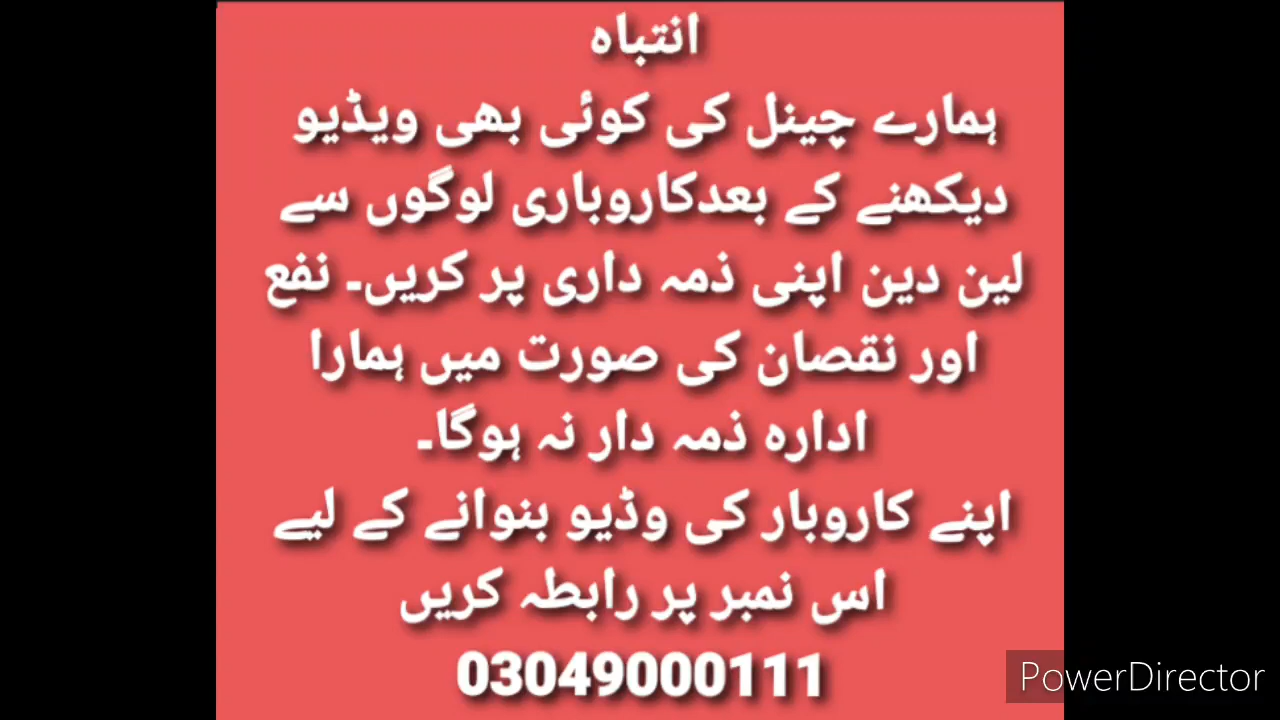 انتباہ
ہمارے چینل کی کوئی بھی ویڈیو
دیکھنے کے بعدکاروباری لوگوں سے
لین دین اپنی ذمہ داری پر کریں۔ نفع
اور نقصان کی صورت میں ہمارا
ادارہ ذمہ دار نہ ہوگا۔
اپنے کاروبار کی وڈیو بنوانے کے لیے
اس نمبر پر رابطہ کریں
03049000111
PowerDirector